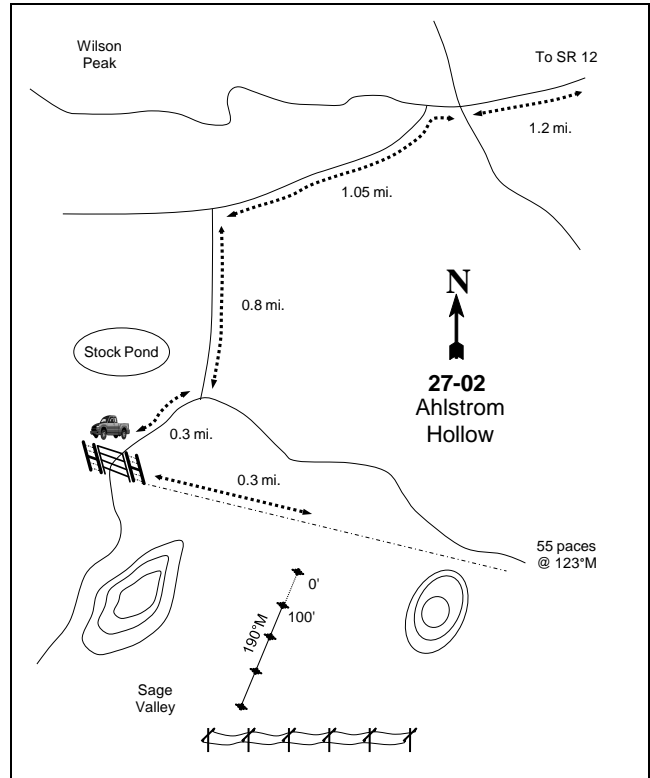 Wilson
Peak
To SR 12
1.2 mi.
1.05 mi.
0.8 mi.
N
Stock Pond
27-02
Ahlstrom
Hollow
0.3 mi.
0.3 mi.
55 paces
@ 123°M
0'
100'
190°M
Sage
Valley